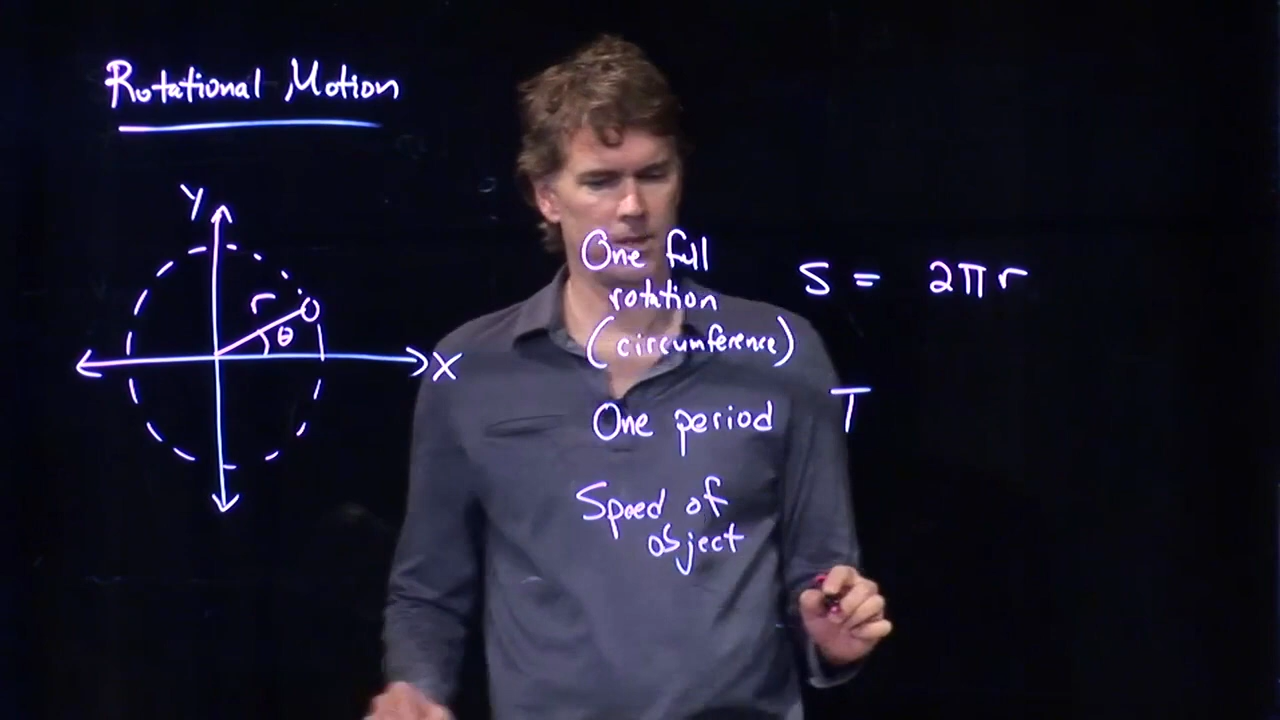 Rotational Motion
Y
r
θ
X
One full
rotation
(circumference)
S = 2πr
One period
T
Speed of
object